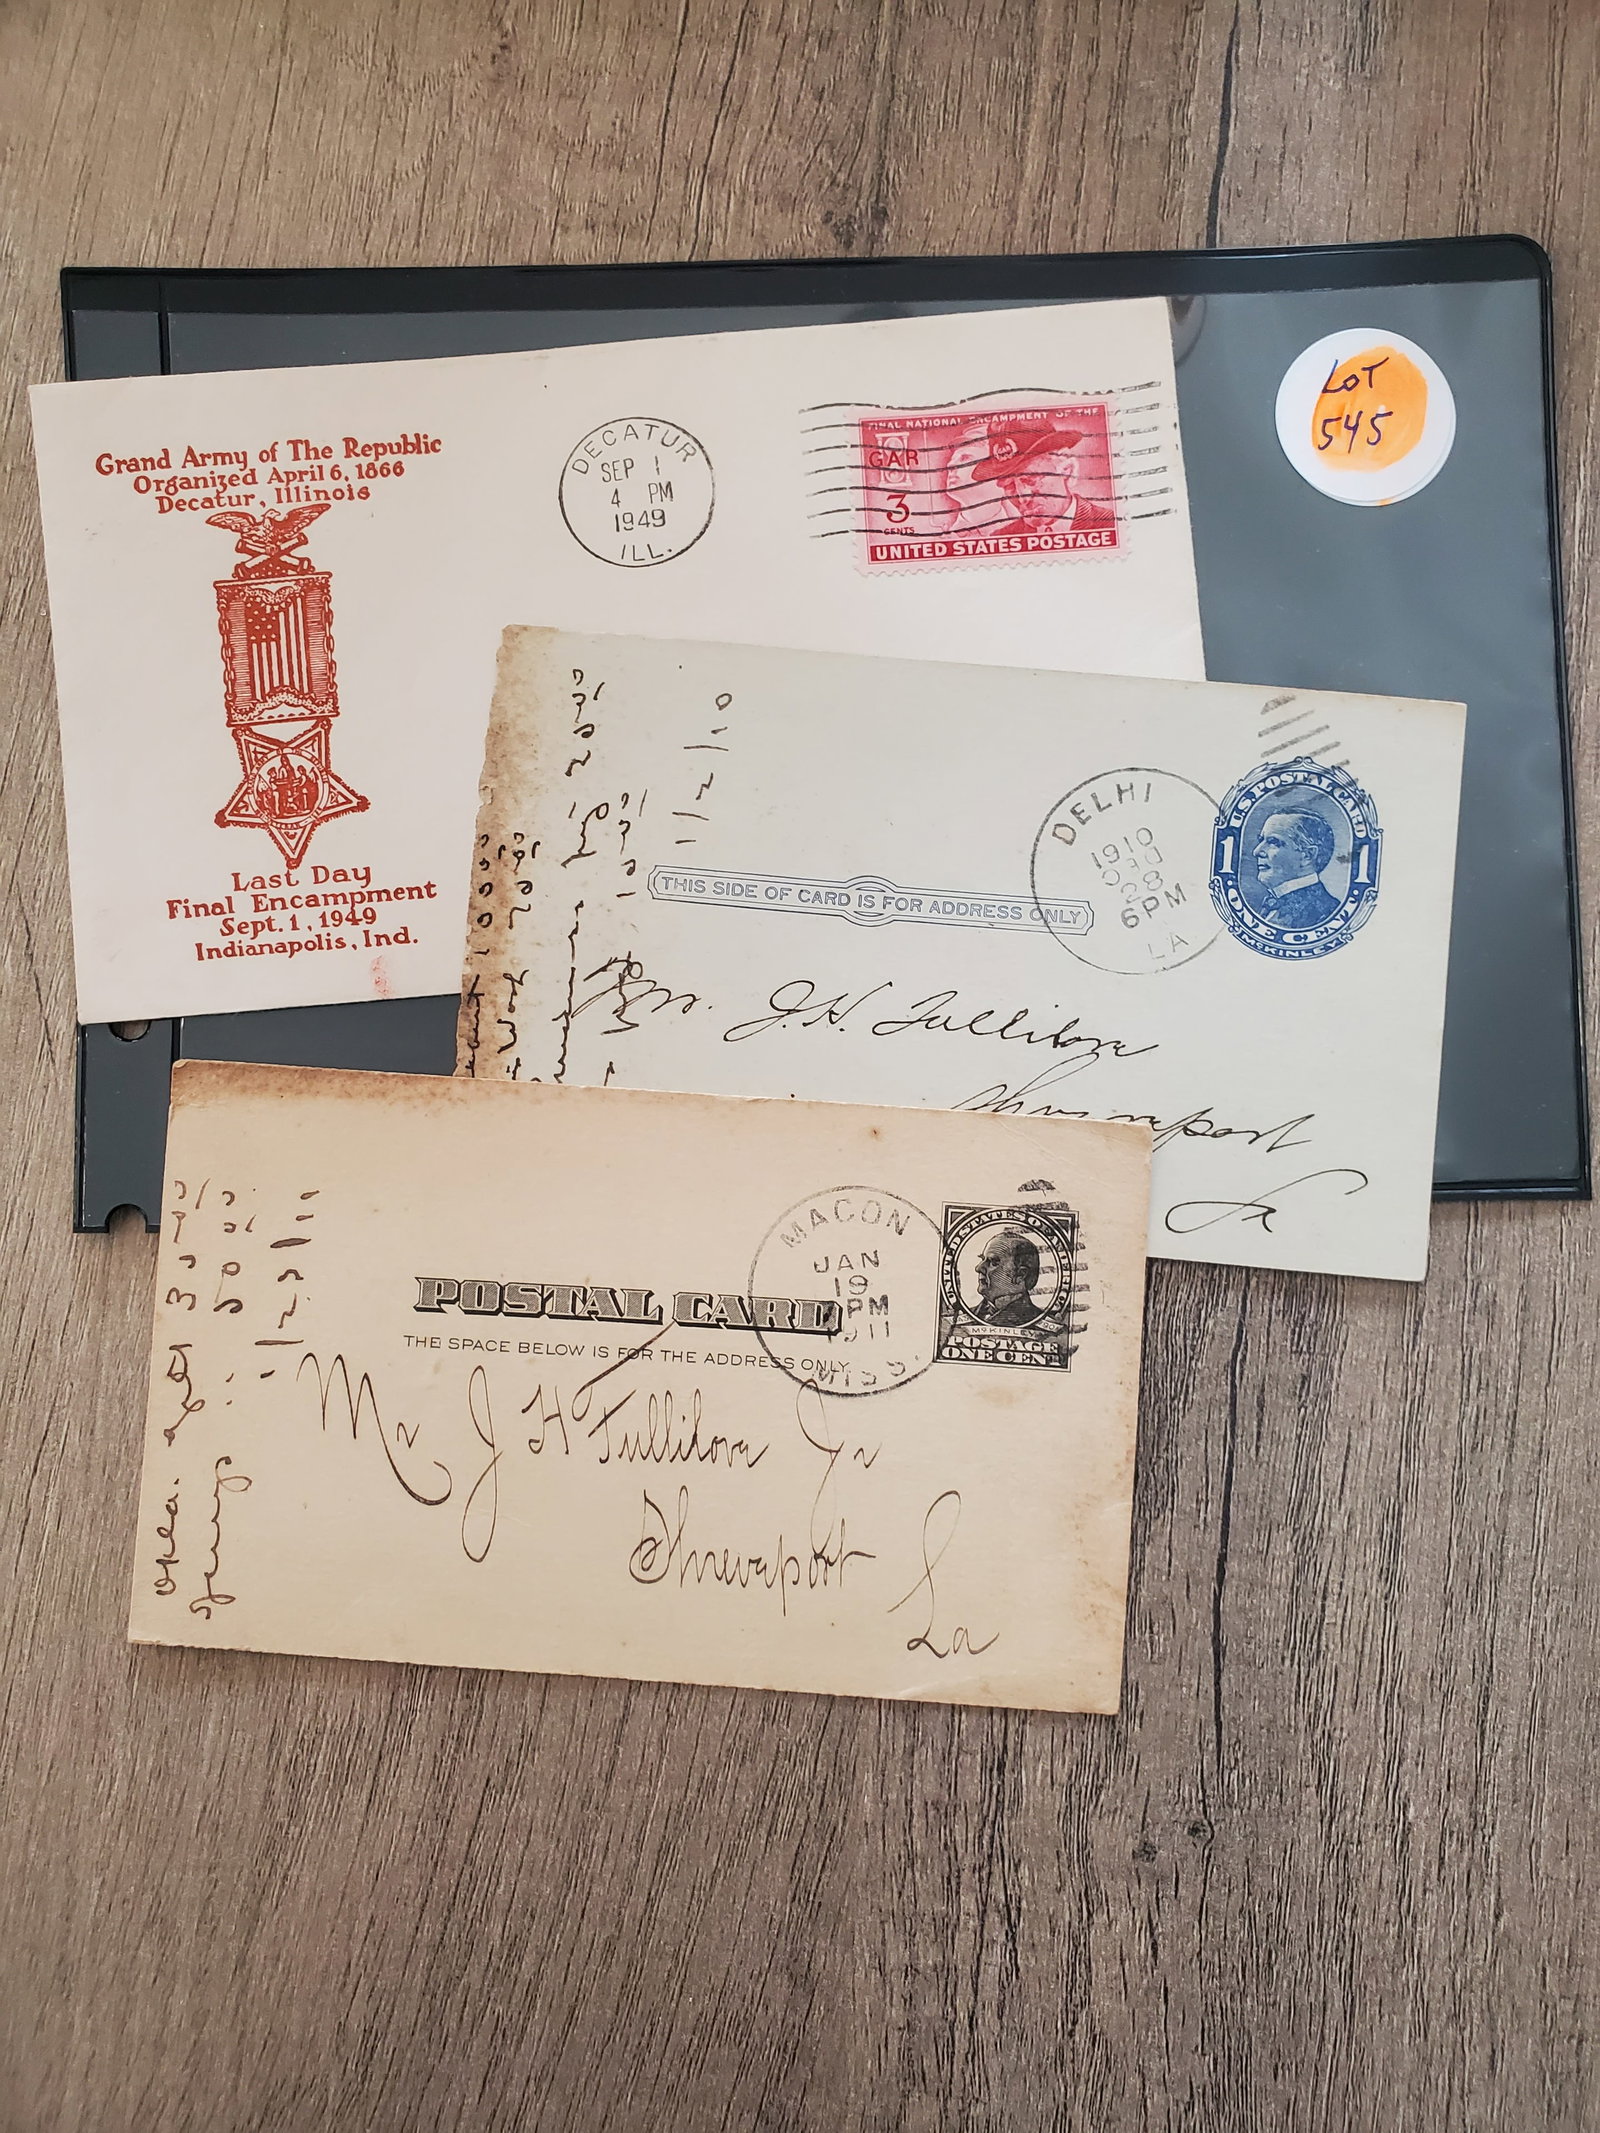 LOT
545
Grand Army of The Republic
Organized April 6, 1866
Decatur, Illinois
Last Day
Final Encampment
Sept. 1, 1949
Indianapolis, Ind.
DECATUR
SEP 1
4 PM
1949
ILL.
FINAL NATIONAL ENCAMPMENT OF THE
GAR
3
CENTS
UNITED STATES POSTAGE
THIS SIDE OF CARD IS FOR ADDRESS ONLY
DELHI
1910
6 PM
LA
U.S. POSTAL CARD
1 1
ONE CENT
McKINLEY
Mr. J.H. Fullilove
Shreveport
La
POSTAL CARD
THE SPACE BELOW IS FOR THE ADDRESS ONLY
MACON
JAN
19
PM
1911
MISS.
UNITED STATES OF AMERICA
McKINLEY
POSTAGE
ONE CENT
Mr J H Fullilove Jr
Shreveport
La